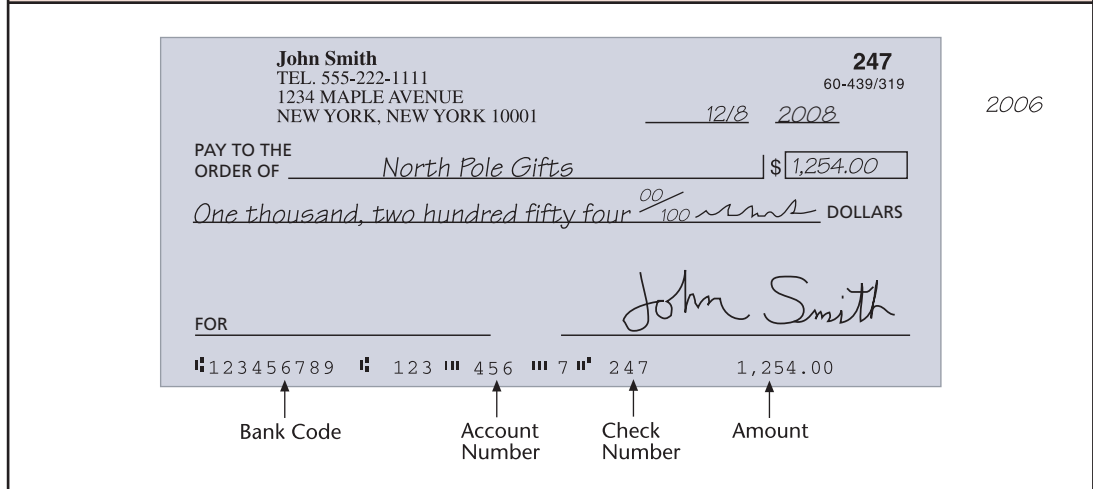 John Smith
TEL. 555-222-1111
1234 MAPLE AVENUE
NEW YORK, NEW YORK 10001
247
60-439/319
12/8 2008
2006
PAY TO THE
ORDER OF North Pole Gifts $ 1,254.00
One thousand, two hundred fifty four 00/100 DOLLARS
John Smith
FOR
⑆123456789 ⑆ 123 ⑉ 456 ⑉ 7 ⑈ 247 1,254.00
Bank Code
Account
Number
Check
Number
Amount